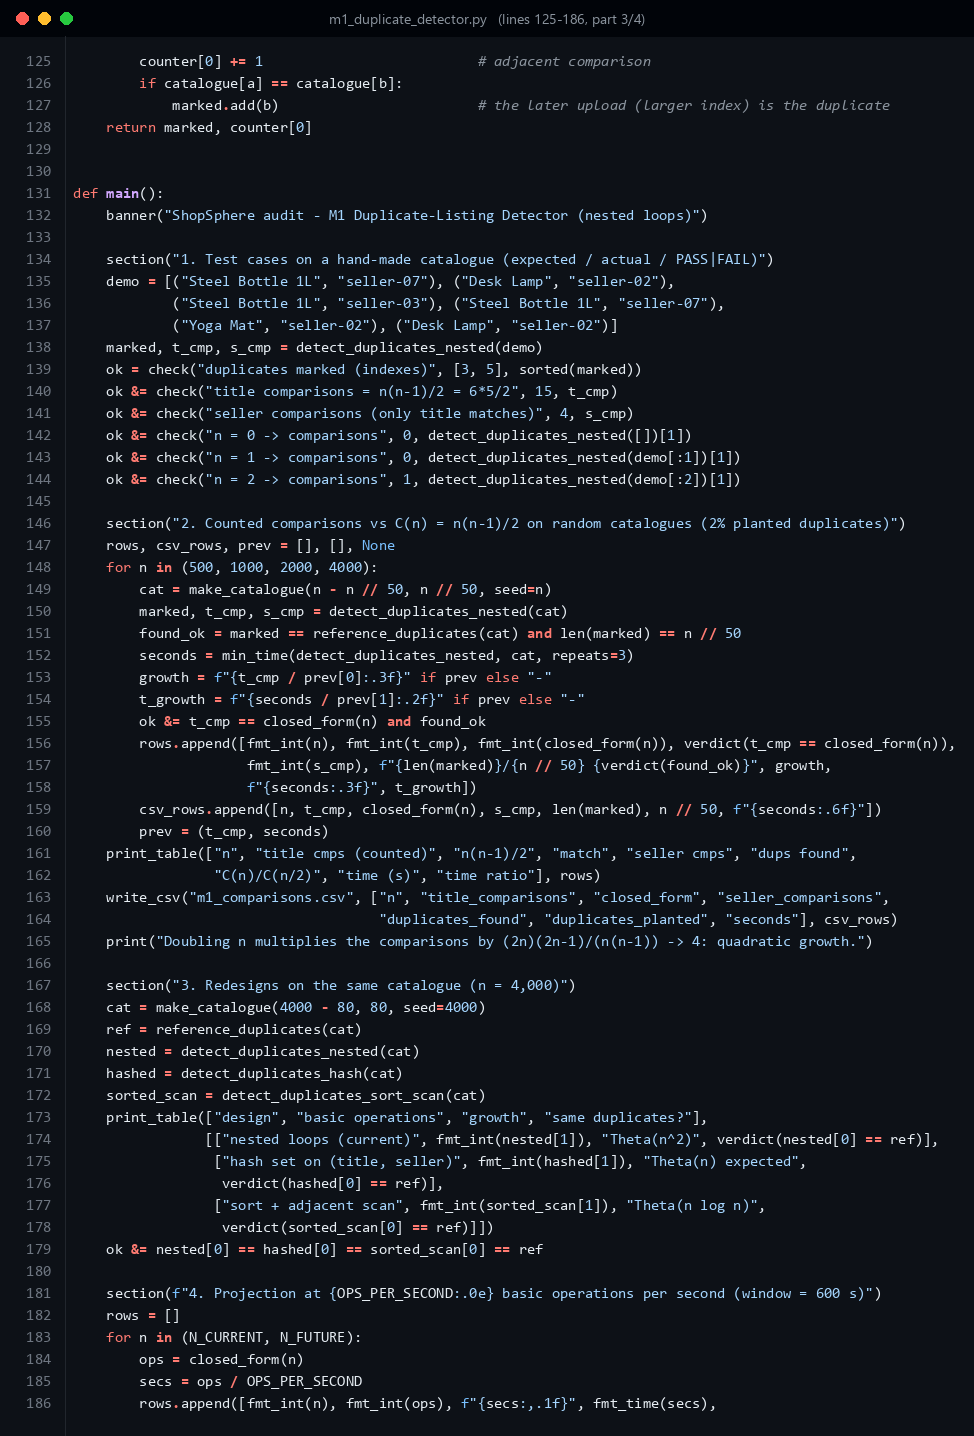 m1_duplicate_detector.py   (lines 125-186, part 3/4)
125         counter[0] += 1                          # adjacent comparison
126         if catalogue[a] == catalogue[b]:
127             marked.add(b)                        # the later upload (larger index) is the duplicate
128     return marked, counter[0]
129
130
131 def main():
132     banner("ShopSphere audit - M1 Duplicate-Listing Detector (nested loops)")
133
134     section("1. Test cases on a hand-made catalogue (expected / actual / PASS|FAIL)")
135     demo = [("Steel Bottle 1L", "seller-07"), ("Desk Lamp", "seller-02"),
136             ("Steel Bottle 1L", "seller-03"), ("Steel Bottle 1L", "seller-07"),
137             ("Yoga Mat", "seller-02"), ("Desk Lamp", "seller-02")]
138     marked, t_cmp, s_cmp = detect_duplicates_nested(demo)
139     ok = check("duplicates marked (indexes)", [3, 5], sorted(marked))
140     ok &= check("title comparisons = n(n-1)/2 = 6*5/2", 15, t_cmp)
141     ok &= check("seller comparisons (only title matches)", 4, s_cmp)
142     ok &= check("n = 0 -> comparisons", 0, detect_duplicates_nested([])[1])
143     ok &= check("n = 1 -> comparisons", 0, detect_duplicates_nested(demo[:1])[1])
144     ok &= check("n = 2 -> comparisons", 1, detect_duplicates_nested(demo[:2])[1])
145
146     section("2. Counted comparisons vs C(n) = n(n-1)/2 on random catalogues (2% planted duplicates)")
147     rows, csv_rows, prev = [], [], None
148     for n in (500, 1000, 2000, 4000):
149         cat = make_catalogue(n - n // 50, n // 50, seed=n)
150         marked, t_cmp, s_cmp = detect_duplicates_nested(cat)
151         found_ok = marked == reference_duplicates(cat) and len(marked) == n // 50
152         seconds = min_time(detect_duplicates_nested, cat, repeats=3)
153         growth = f"{t_cmp / prev[0]:.3f}" if prev else "-"
154         t_growth = f"{seconds / prev[1]:.2f}" if prev else "-"
155         ok &= t_cmp == closed_form(n) and found_ok
156         rows.append([fmt_int(n), fmt_int(t_cmp), fmt_int(closed_form(n)), verdict(t_cmp == closed_form(n)),
157                      fmt_int(s_cmp), f"{len(marked)}/{n // 50} {verdict(found_ok)}", growth,
158                      f"{seconds:.3f}", t_growth])
159         csv_rows.append([n, t_cmp, closed_form(n), s_cmp, len(marked), n // 50, f"{seconds:.6f}"])
160         prev = (t_cmp, seconds)
161     print_table(["n", "title cmps (counted)", "n(n-1)/2", "match", "seller cmps", "dups found",
162                  "C(n)/C(n/2)", "time (s)", "time ratio"], rows)
163     write_csv("m1_comparisons.csv", ["n", "title_comparisons", "closed_form", "seller_comparisons",
164                                      "duplicates_found", "duplicates_planted", "seconds"], csv_rows)
165     print("Doubling n multiplies the comparisons by (2n)(2n-1)/(n(n-1)) -> 4: quadratic growth.")
166
167     section("3. Redesigns on the same catalogue (n = 4,000)")
168     cat = make_catalogue(4000 - 80, 80, seed=4000)
169     ref = reference_duplicates(cat)
170     nested = detect_duplicates_nested(cat)
171     hashed = detect_duplicates_hash(cat)
172     sorted_scan = detect_duplicates_sort_scan(cat)
173     print_table(["design", "basic operations", "growth", "same duplicates?"],
174                 [["nested loops (current)", fmt_int(nested[1]), "Theta(n^2)", verdict(nested[0] == ref)],
175                  ["hash set on (title, seller)", fmt_int(hashed[1]), "Theta(n) expected",
176                   verdict(hashed[0] == ref)],
177                  ["sort + adjacent scan", fmt_int(sorted_scan[1]), "Theta(n log n)",
178                   verdict(sorted_scan[0] == ref)]])
179     ok &= nested[0] == hashed[0] == sorted_scan[0] == ref
180
181     section(f"4. Projection at {OPS_PER_SECOND:.0e} basic operations per second (window = 600 s)")
182     rows = []
183     for n in (N_CURRENT, N_FUTURE):
184         ops = closed_form(n)
185         secs = ops / OPS_PER_SECOND
186         rows.append([fmt_int(n), fmt_int(ops), f"{secs:,.1f}", fmt_time(secs),